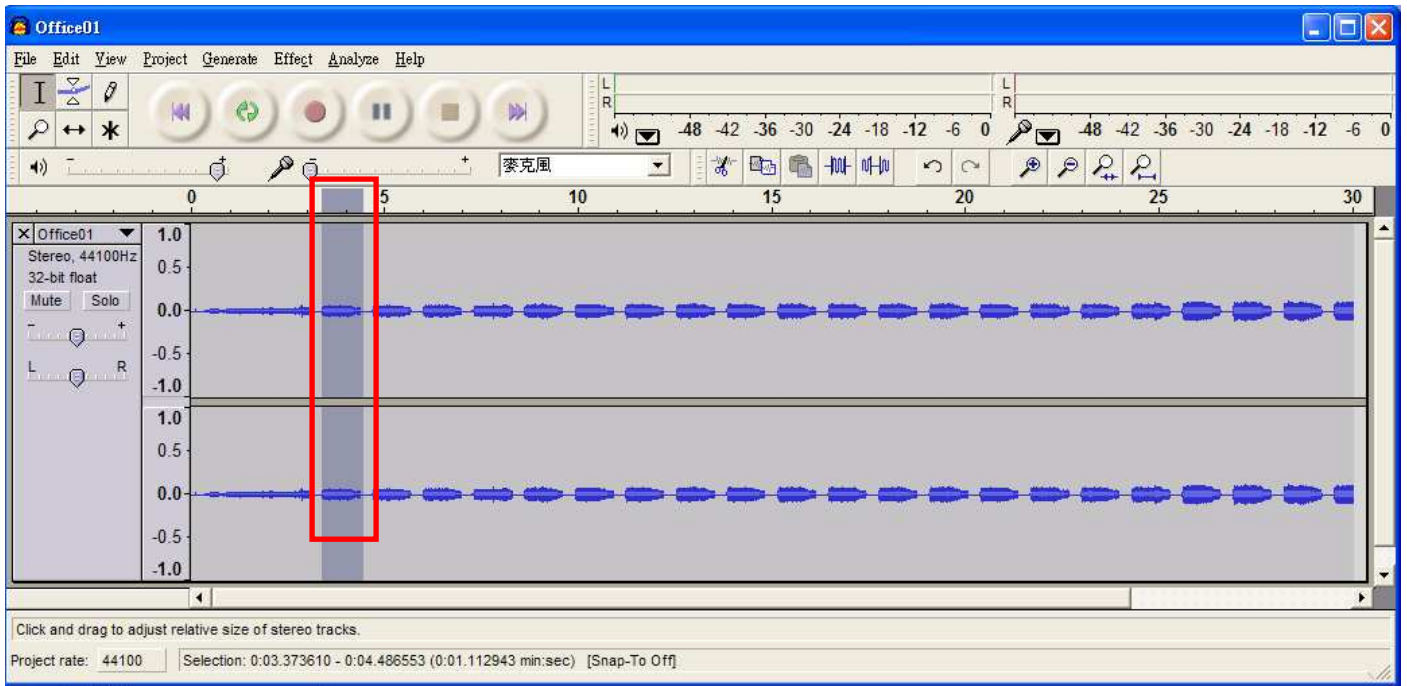 Office01
File Edit View Project Generate Effect Analyze Help
L
R
-48 -42 -36 -30 -24 -18 -12 -6 0
L
R
-48 -42 -36 -30 -24 -18 -12 -6 0
- + - + 麥克風
0 5 10 15 20 25 30
X Office01
Stereo, 44100Hz
32-bit float
Mute Solo
- +
L R
1.0
0.5
0.0
-0.5
-1.0
1.0
0.5
0.0
-0.5
-1.0
Click and drag to adjust relative size of stereo tracks.
Project rate: 44100 Selection: 0:03.373610 - 0:04.486553 (0:01.112943 min:sec) [Snap-To Off]